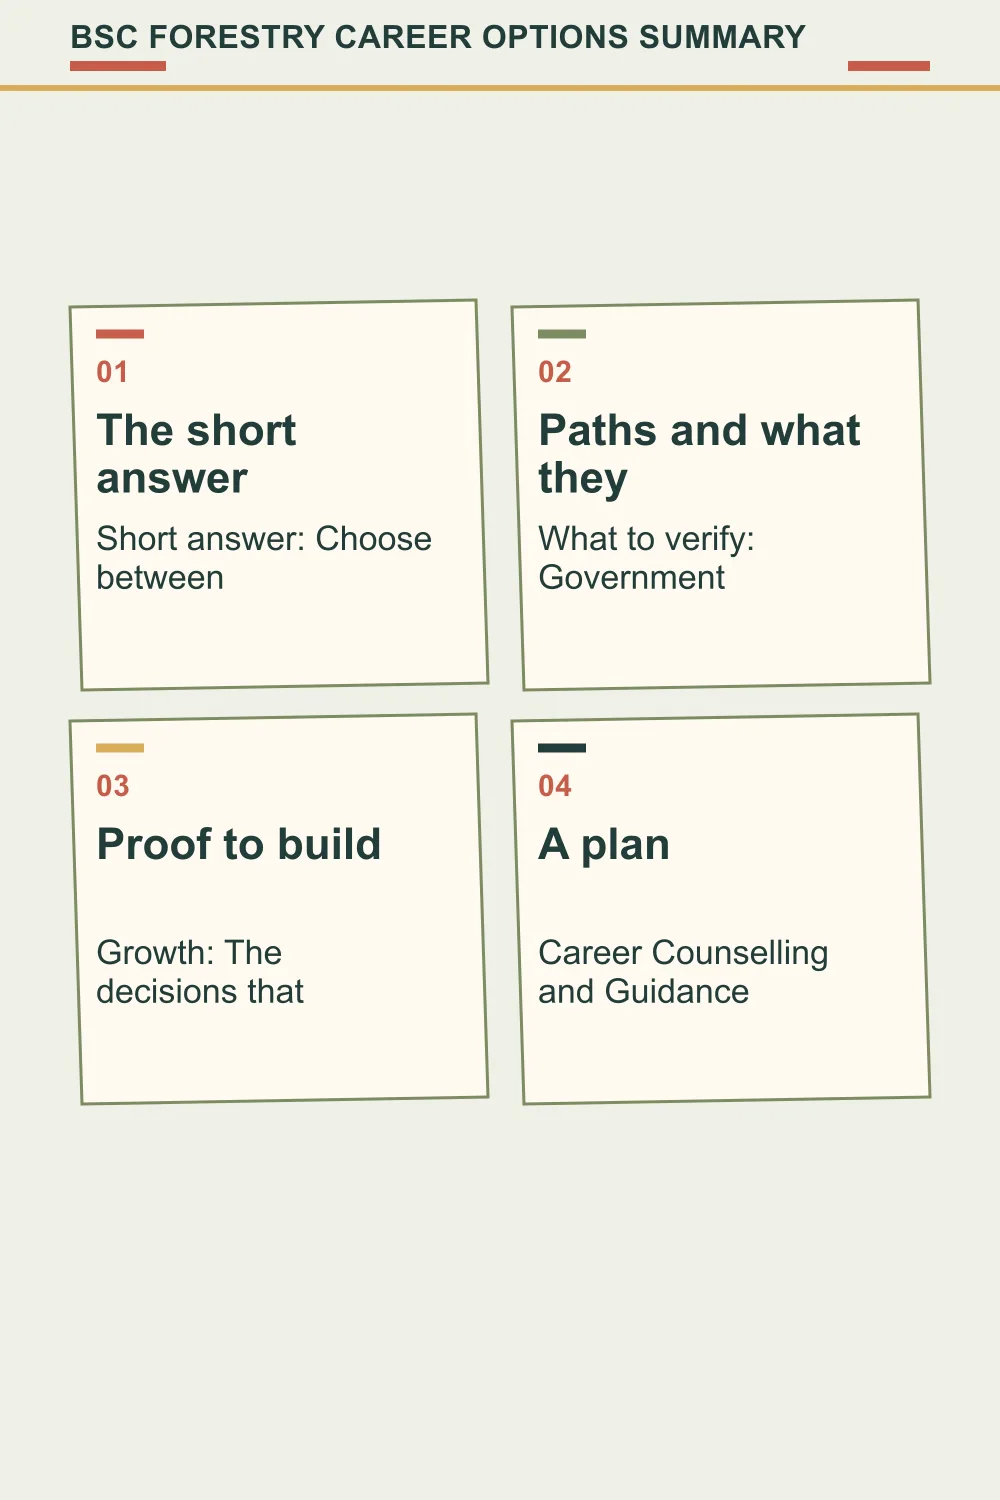 BSC FORESTRY CAREER OPTIONS SUMMARY
01
The short
answer
Short answer: Choose
between
02
Paths and what
they
What to verify:
Government
03
Proof to build
Growth: The
decisions that
04
A plan
Career Counselling
and Guidance